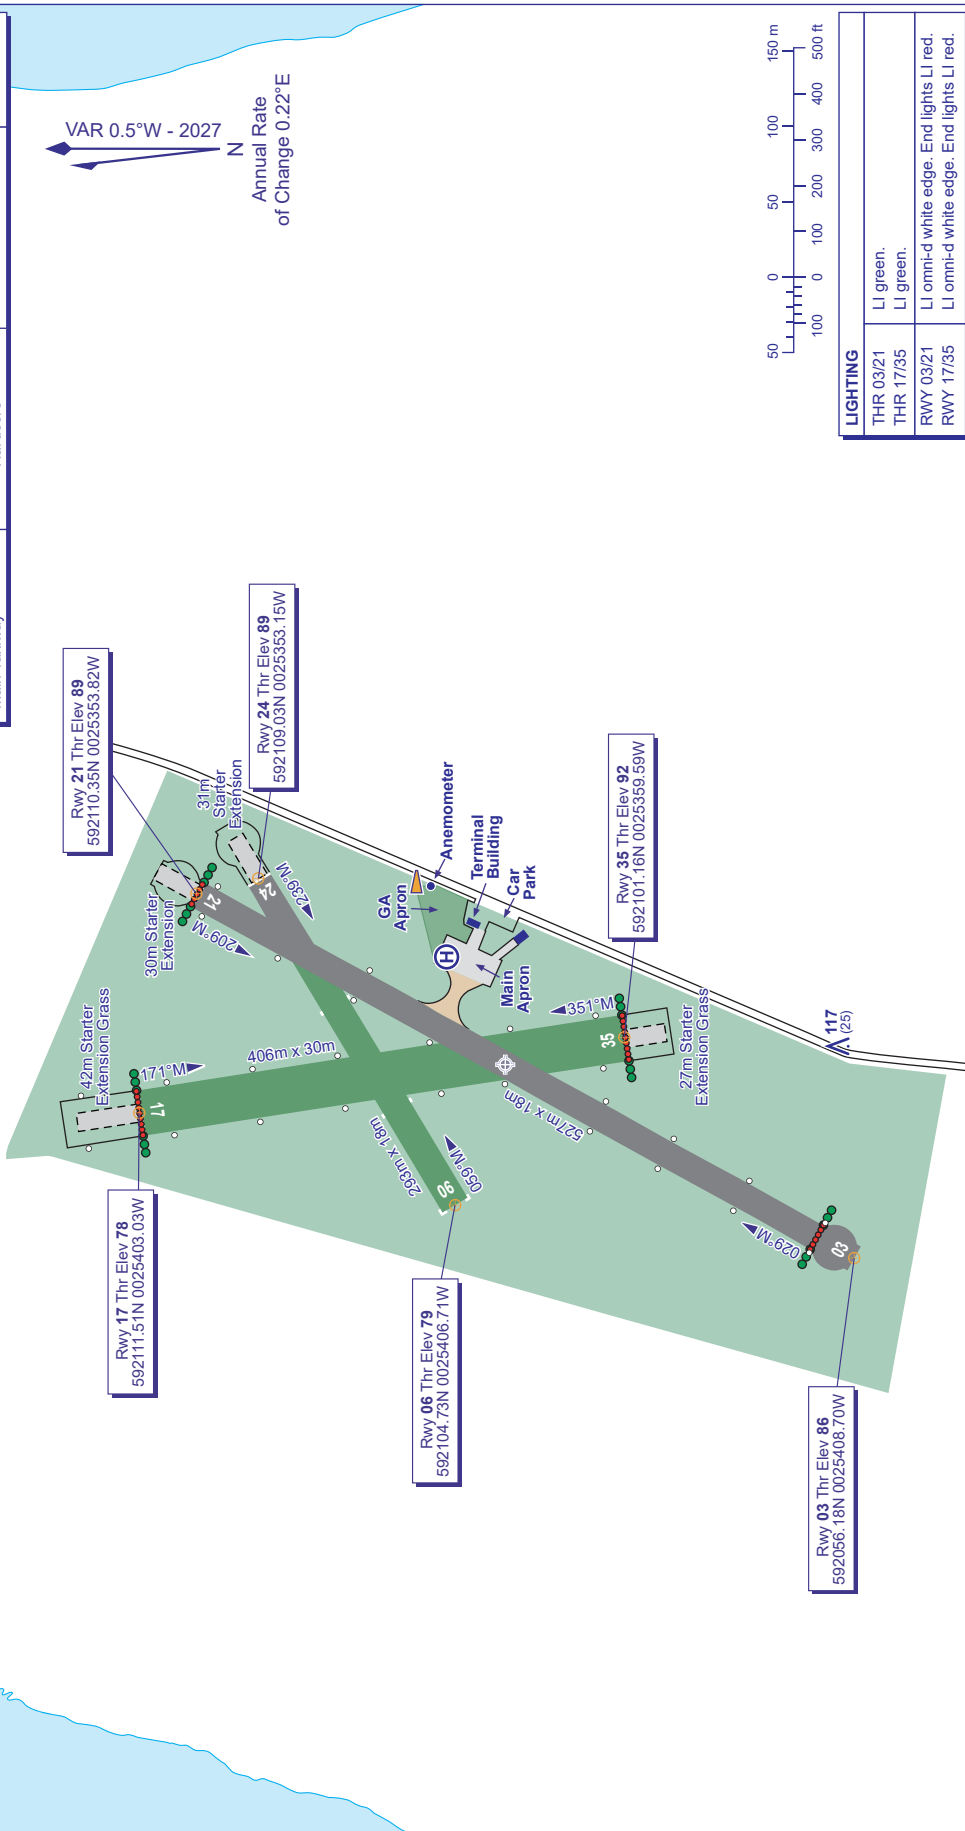 VAR 0.5°W - 2027
N
Annual Rate
of Change 0.22°E
Rwy 21 Thr Elev 89
592110.35N 0025353.82W
Rwy 24 Thr Elev 89
592109.03N 0025353.15W
31m
Starter
Extension
30m Starter
Extension
42m Starter
Extension Grass
21
24
209°M
239°M
171°M
17
406m x 30m
Rwy 17 Thr Elev 78
592111.51N 0025403.03W
GA
Apron
Anemometer
Terminal
Building
Car
Park
H
Main
Apron
Rwy 35 Thr Elev 92
592101.16N 0025359.59W
351°M
35
27m Starter
Extension Grass
293m x 18m
06
059°M
Rwy 06 Thr Elev 79
592104.73N 0025406.71W
527m x 18m
117
(25)
029°M
03
Rwy 03 Thr Elev 86
592056.18N 0025408.70W
50 0 50 100 150 m
100 0 100 200 300 400 500 ft
LIGHTING
THR 03/21 LI green.
THR 17/35 LI green.
RWY 03/21 LI omni-d white edge. End lights LI red.
RWY 17/35 LI omni-d white edge. End lights LI red.